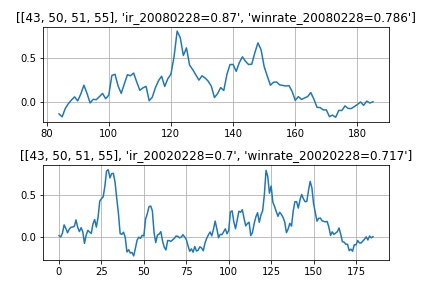 [[43, 50, 51, 55], 'ir_20080228=0.87', 'winrate_20080228=0.786']
0.5
0.0
80 100 120 140 160 180
[[43, 50, 51, 55], 'ir_20020228=0.7', 'winrate_20020228=0.717']
0.5
0.0
0 25 50 75 100 125 150 175